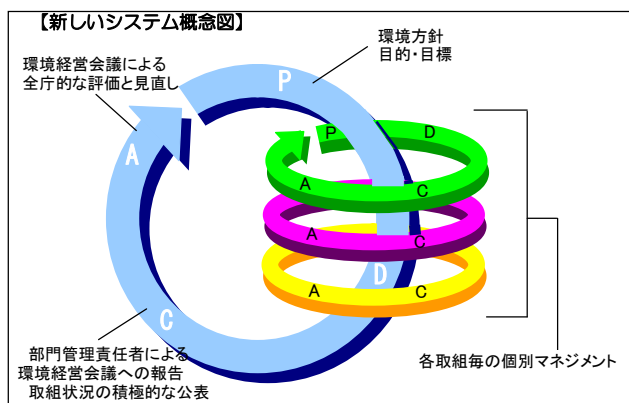 【新しいシステム概念図】
環境方針
目的・目標
環境経営会議による
全庁的な評価と見直し
P
P
D
A
A
C
A
C
D
A
C
C
部門管理責任者による
環境経営会議への報告
取組状況の積極的な公表
各取組毎の個別マネジメント